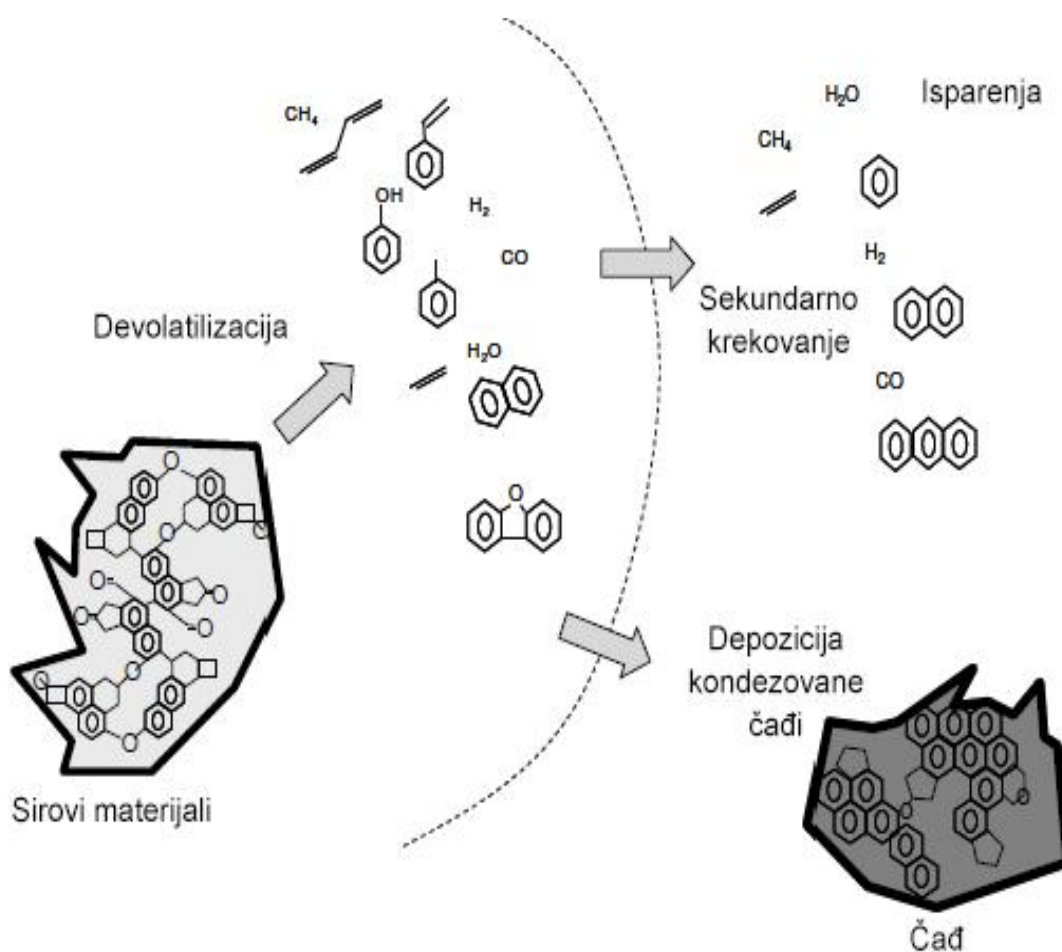 CH₄
OH
H₂
CO
H₂O
O
Devolatilizacija
O
O
O
O
O
O
O
O
O
O
Sirovi materijali
H₂O
Isparenja
CH₄
H₂
Sekundarno
krekovanje
CO
Depozicija
kondezovane
čađi
O
O
Čađ